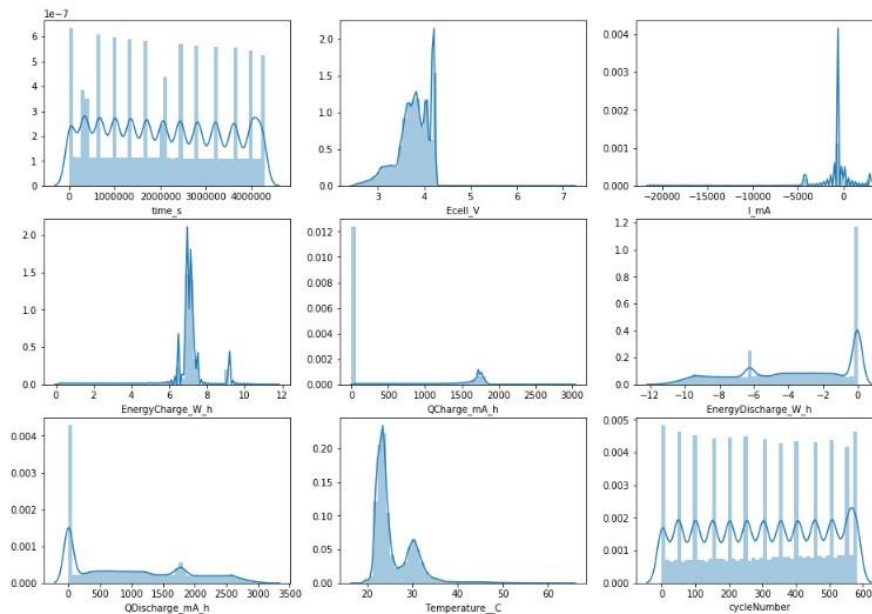 1e-7
7
6
5
4
3
2
1
0
0 1000000 2000000 3000000 4000000
time_s
2.0
1.5
1.0
0.5
0.0
3 4 5 6 7
Ecell_V
0.004
0.003
0.002
0.001
0.000
−20000 −15000 −10000 −5000 0
I_mA
2.0
1.5
1.0
0.5
0.0
0 2 4 6 8 10 12
EnergyCharge_W_h
0.012
0.010
0.008
0.006
0.004
0.002
0.000
0 500 1000 1500 2000 2500 3000
QCharge_mA_h
1.2
1.0
0.8
0.6
0.4
0.2
0.0
−12 −10 −8 −6 −4 −2 0
EnergyDischarge_W_h
0.004
0.003
0.002
0.001
0.000
0 500 1000 1500 2000 2500 3000 3500
QDischarge_mA_h
0.20
0.15
0.10
0.05
0.00
20 30 40 50 60
Temperature__C
0.005
0.004
0.003
0.002
0.001
0.000
0 100 200 300 400 500 600
cycleNumber